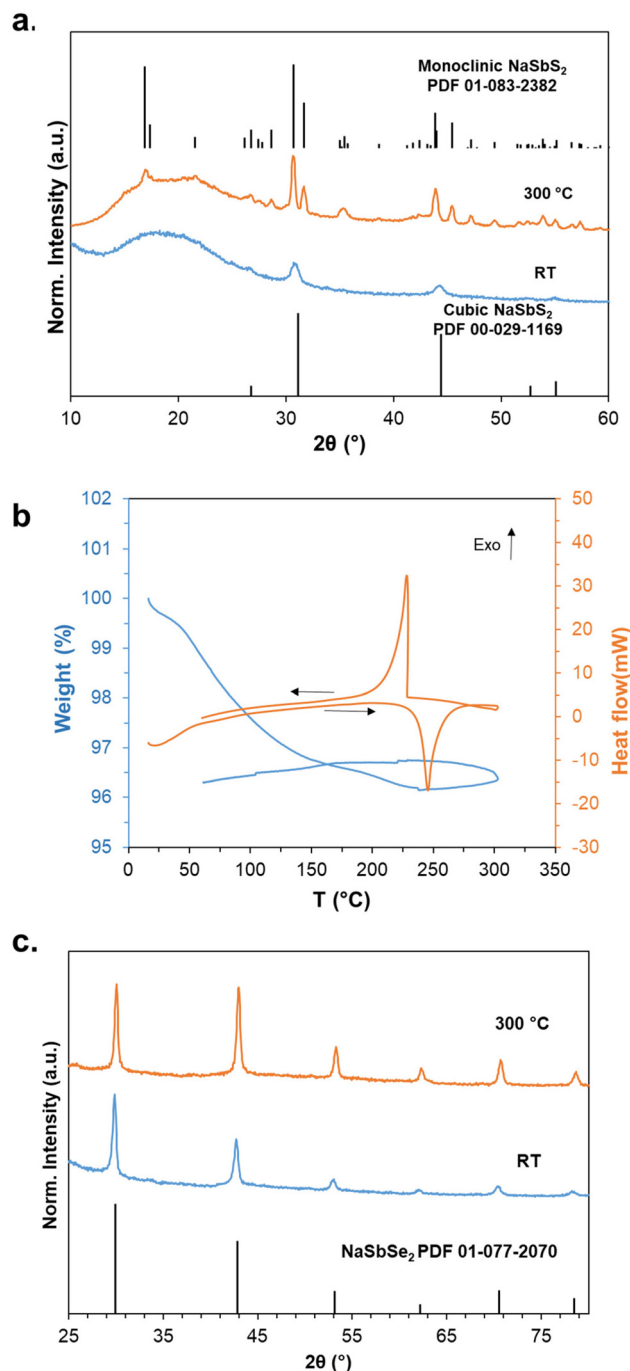 a.
Monoclinic NaSbS₂
PDF 01-083-2382
300 °C
RT
Cubic NaSbS₂
PDF 00-029-1169
Norm. Intensity (a.u.)
10 20 30 40 50 60
2θ (°)
b
102
101
100
99
98
97
96
95
Weight (%)
Exo
50
40
30
20
10
0
-10
-20
-30
Heat flow(mW)
0 50 100 150 200 250 300 350
T (°C)
c.
300 °C
RT
NaSbSe₂ PDF 01-077-2070
Norm. Intensity (a.u.)
25 35 45 55 65 75
2θ (°)